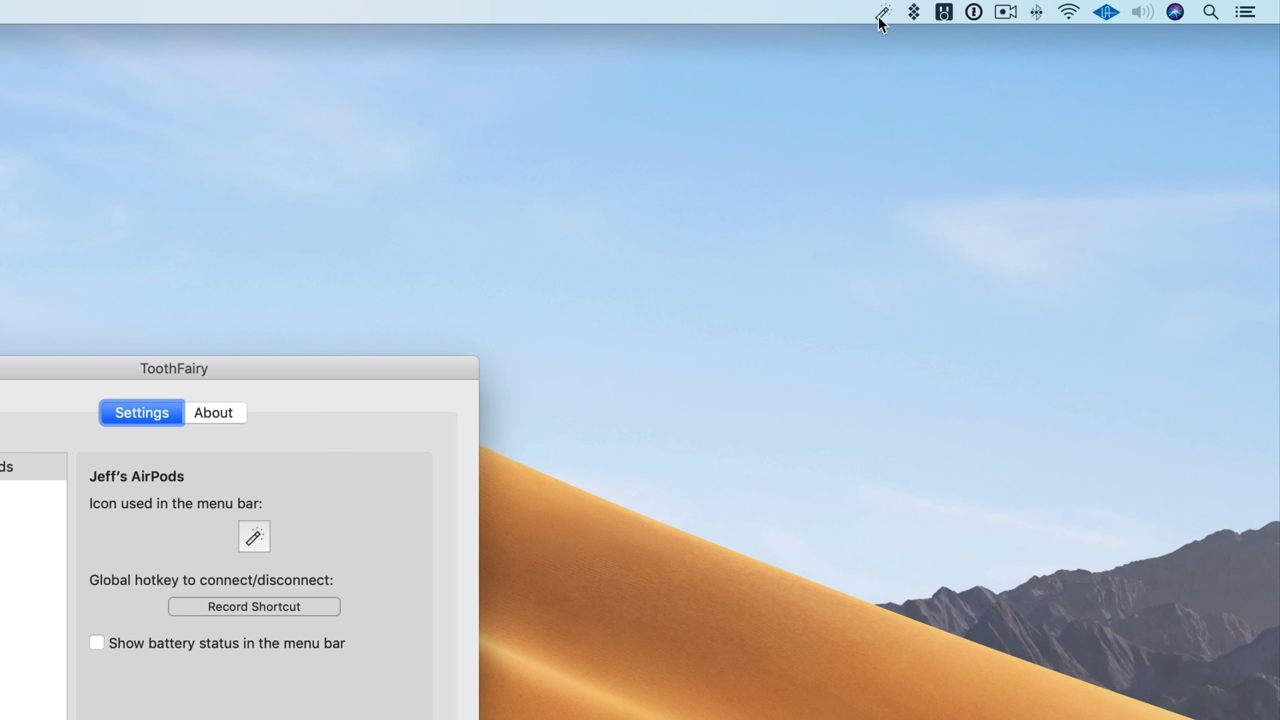 ToothFairy
Settings About
ds
Jeff’s AirPods
Icon used in the menu bar:
Global hotkey to connect/disconnect:
Record Shortcut
Show battery status in the menu bar